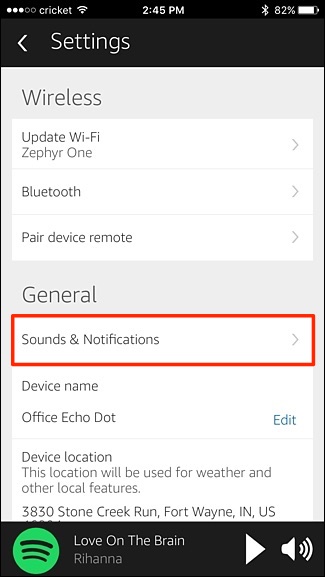 cricket 2:45 PM 82%
Settings
Wireless
Update Wi-Fi
Zephyr One
Bluetooth
Pair device remote
General
Sounds & Notifications
Device name
Office Echo Dot Edit
Device location
This location will be used for weather and
other local features.
3830 Stone Creek Run, Fort Wayne, IN, US
Love On The Brain
Rihanna